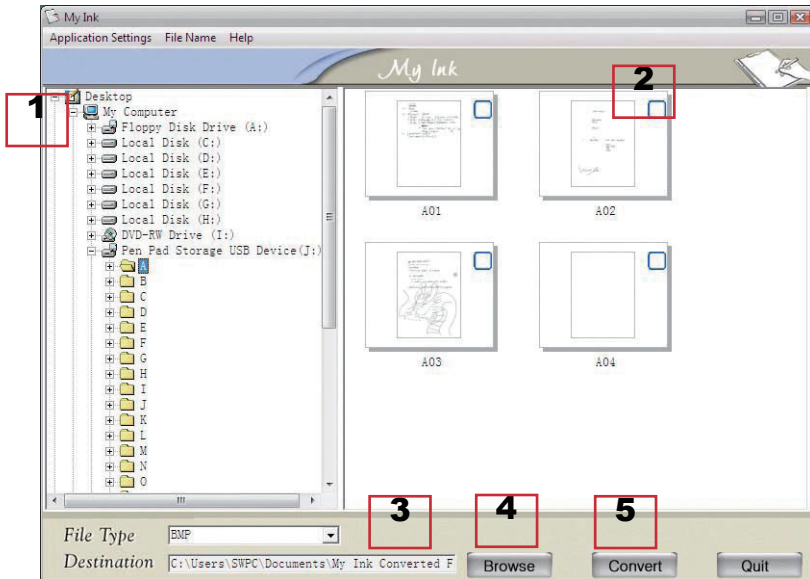 My Ink
Application Settings File Name Help
My Ink
1
2
Desktop
My Computer
Floppy Disk Drive (A:)
Local Disk (C:)
Local Disk (D:)
Local Disk (E:)
Local Disk (F:)
Local Disk (G:)
Local Disk (H:)
DVD-RW Drive (I:)
Pen Pad Storage USB Device(J:)
A
B
C
D
E
F
G
H
I
J
K
L
M
N
O
A01 A02
A03 A04
3 4 5
File Type BMP
Destination C:\Users\SWPC\Documents\My Ink Converted F Browse Convert Quit